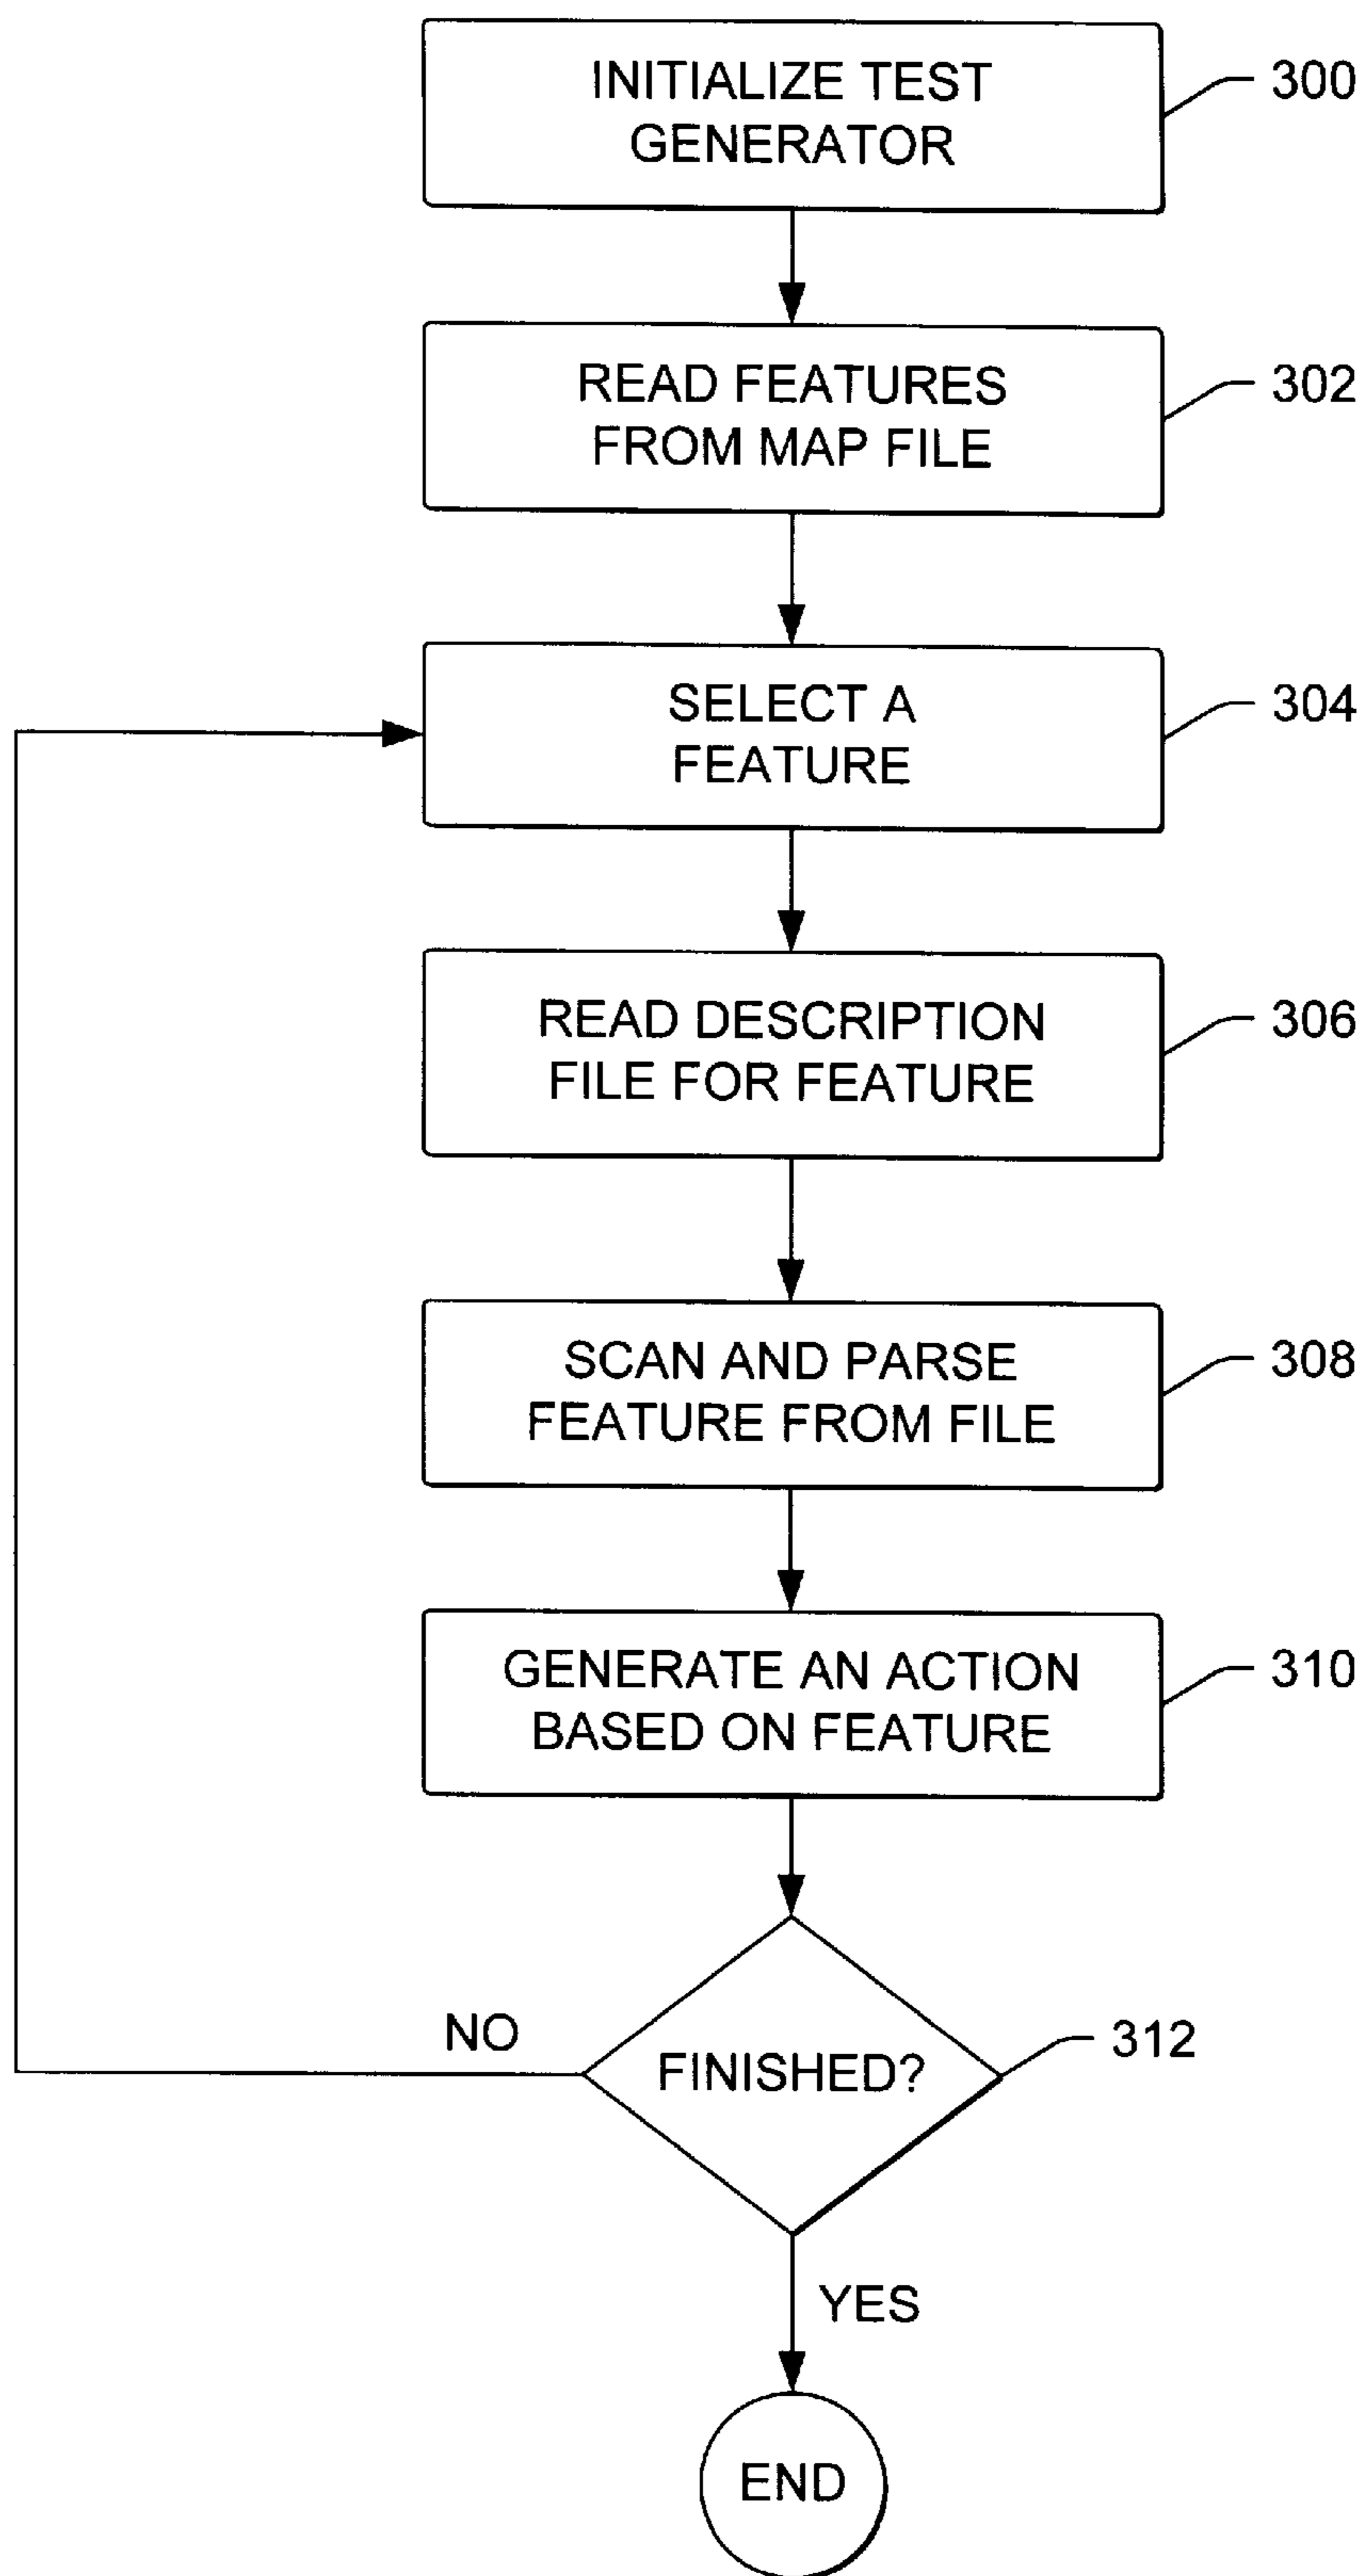 INITIALIZE TEST
GENERATOR
300
READ FEATURES
FROM MAP FILE
302
SELECT A
FEATURE
304
READ DESCRIPTION
FILE FOR FEATURE
306
SCAN AND PARSE
FEATURE FROM FILE
308
GENERATE AN ACTION
BASED ON FEATURE
310
NO
FINISHED?
312
YES
END